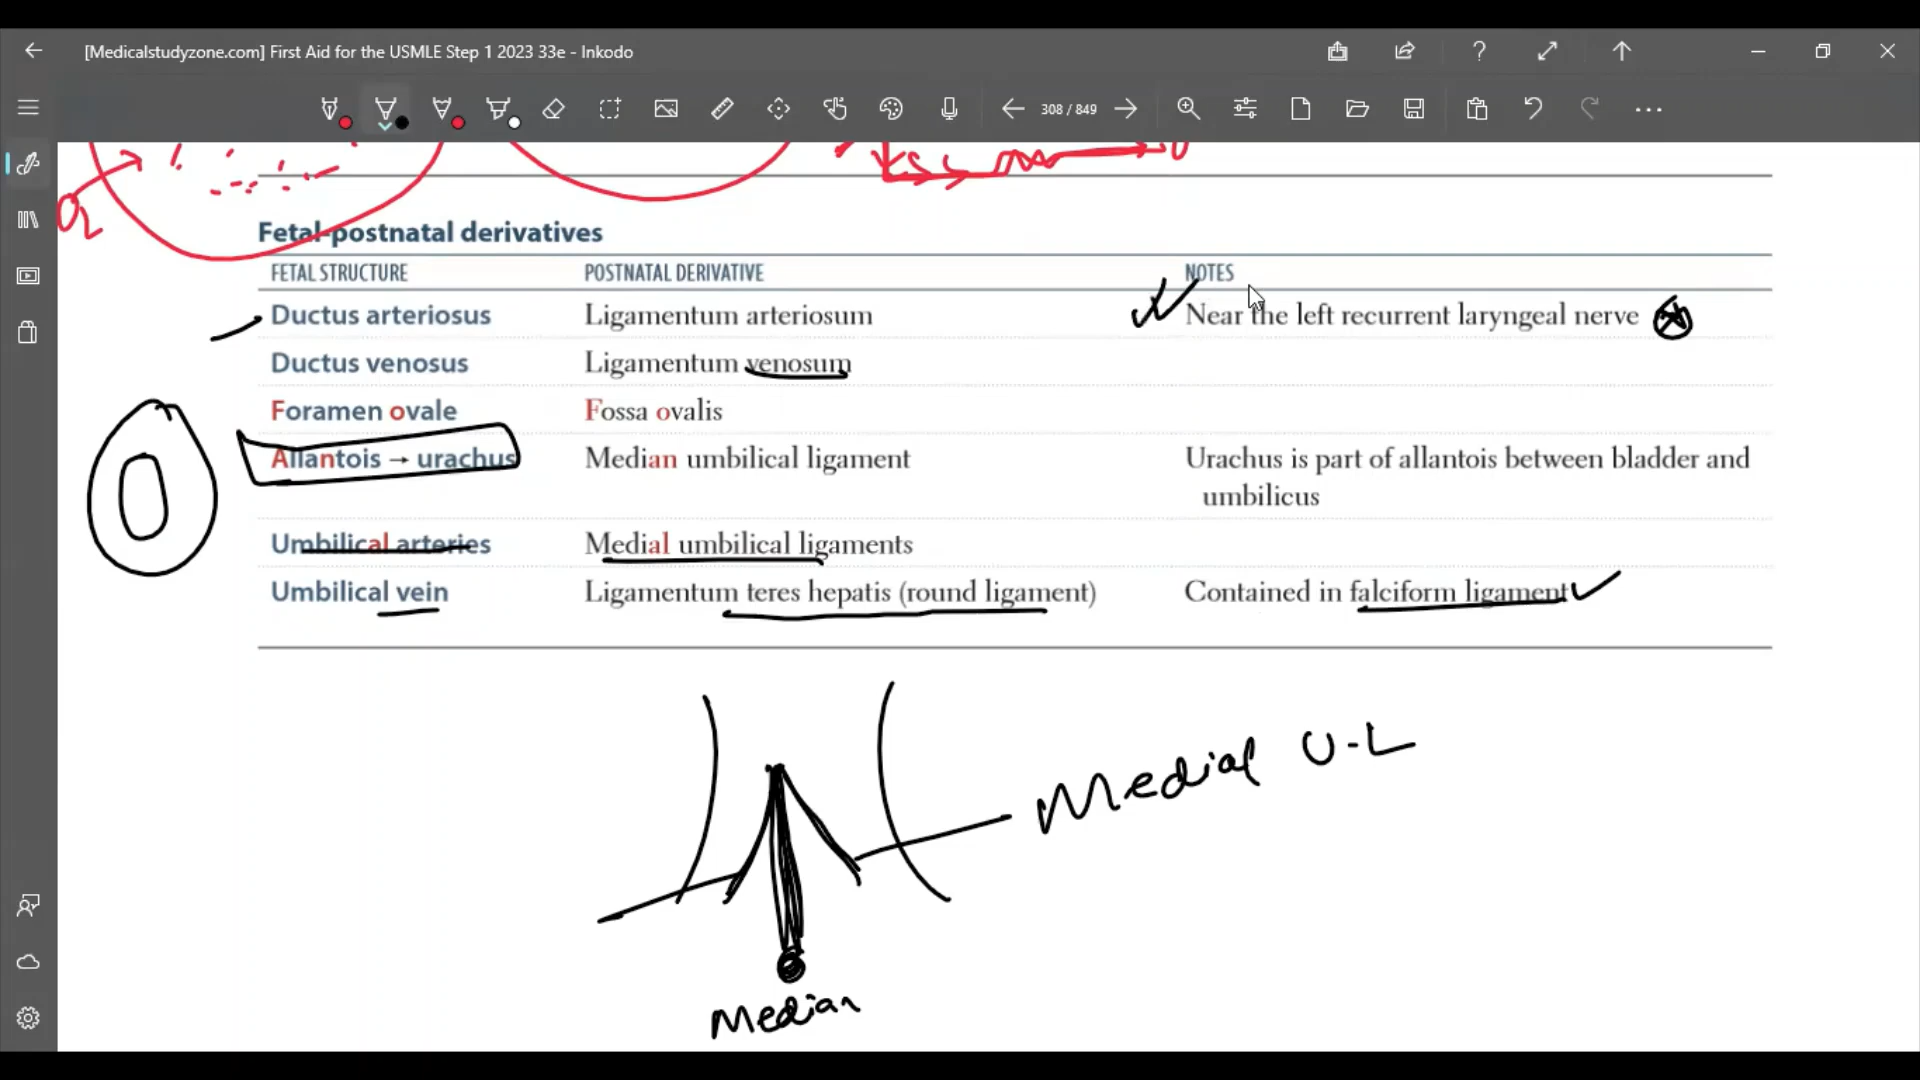 [Medicalstudyzone.com] First Aid for the USMLE Step 1 2023 33e - Inkodo
308 / 849
O2
Fetal-postnatal derivatives
FETAL STRUCTURE POSTNATAL DERIVATIVE NOTES
Ductus arteriosus Ligamentum arteriosum Near the left recurrent laryngeal nerve
Ductus venosus Ligamentum venosum
Foramen ovale Fossa ovalis
Allantois → urachus Median umbilical ligament Urachus is part of allantois between bladder and
umbilicus
Umbilical arteries Medial umbilical ligaments
Umbilical vein Ligamentum teres hepatis (round ligament) Contained in falciform ligament
Medial U-L
Median